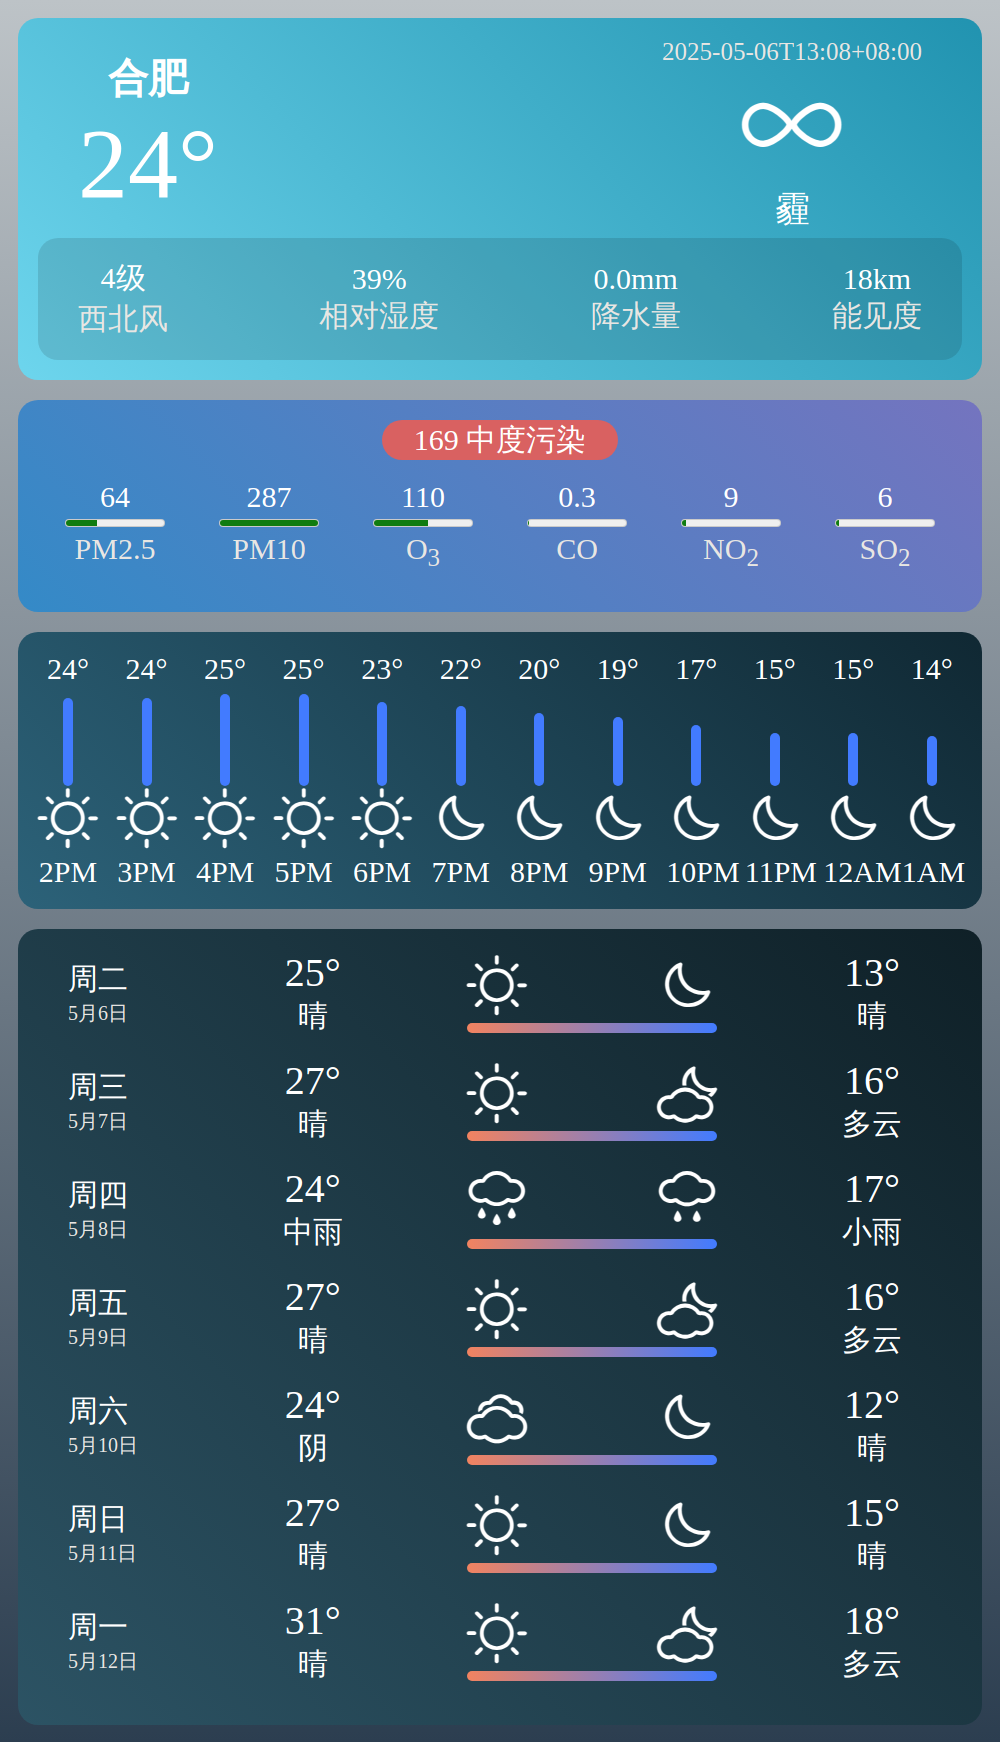 合肥
24°
2025-05-06T13:08+08:00
霾
4级 39% 0.0mm 18km
西北风 相对湿度 降水量 能见度
169 中度污染
64 287 110 0.3 9 6
PM2.5 PM10 O3 CO NO2 SO2
24° 24° 25° 25° 23° 22° 20° 19° 17° 15° 15° 14°
2PM 3PM 4PM 5PM 6PM 7PM 8PM 9PM 10PM 11PM 12AM 1AM
周二 25° 13°
5月6日 晴 晴
周三 27° 16°
5月7日 晴 多云
周四 24° 17°
5月8日 中雨 小雨
周五 27° 16°
5月9日 晴 多云
周六 24° 12°
5月10日 阴 晴
周日 27° 15°
5月11日 晴 晴
周一 31° 18°
5月12日 晴 多云